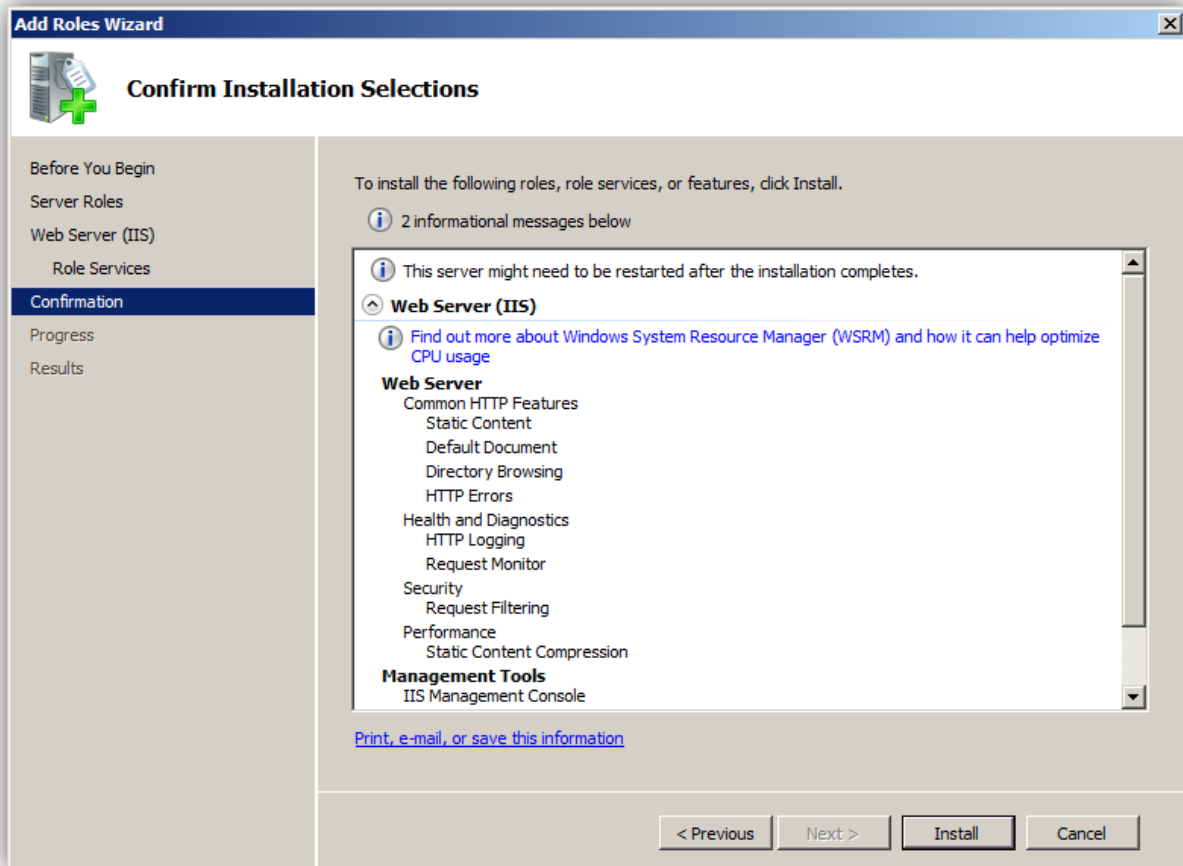 Add Roles Wizard
Confirm Installation Selections
Before You Begin
Server Roles
Web Server (IIS)
Role Services
Confirmation
Progress
Results
To install the following roles, role services, or features, click Install.
2 informational messages below
This server might need to be restarted after the installation completes.
Web Server (IIS)
Find out more about Windows System Resource Manager (WSRM) and how it can help optimize
CPU usage
Web Server
Common HTTP Features
Static Content
Default Document
Directory Browsing
HTTP Errors
Health and Diagnostics
HTTP Logging
Request Monitor
Security
Request Filtering
Performance
Static Content Compression
Management Tools
IIS Management Console
Print, e-mail, or save this information
< Previous
Next >
Install
Cancel